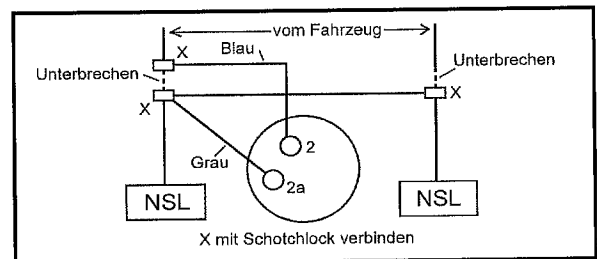 vom Fahrzeug
X
Blau
Unterbrechen
Unterbrechen
X
X
2
Grau
2a
NSL
NSL
X mit Schotchlock verbinden